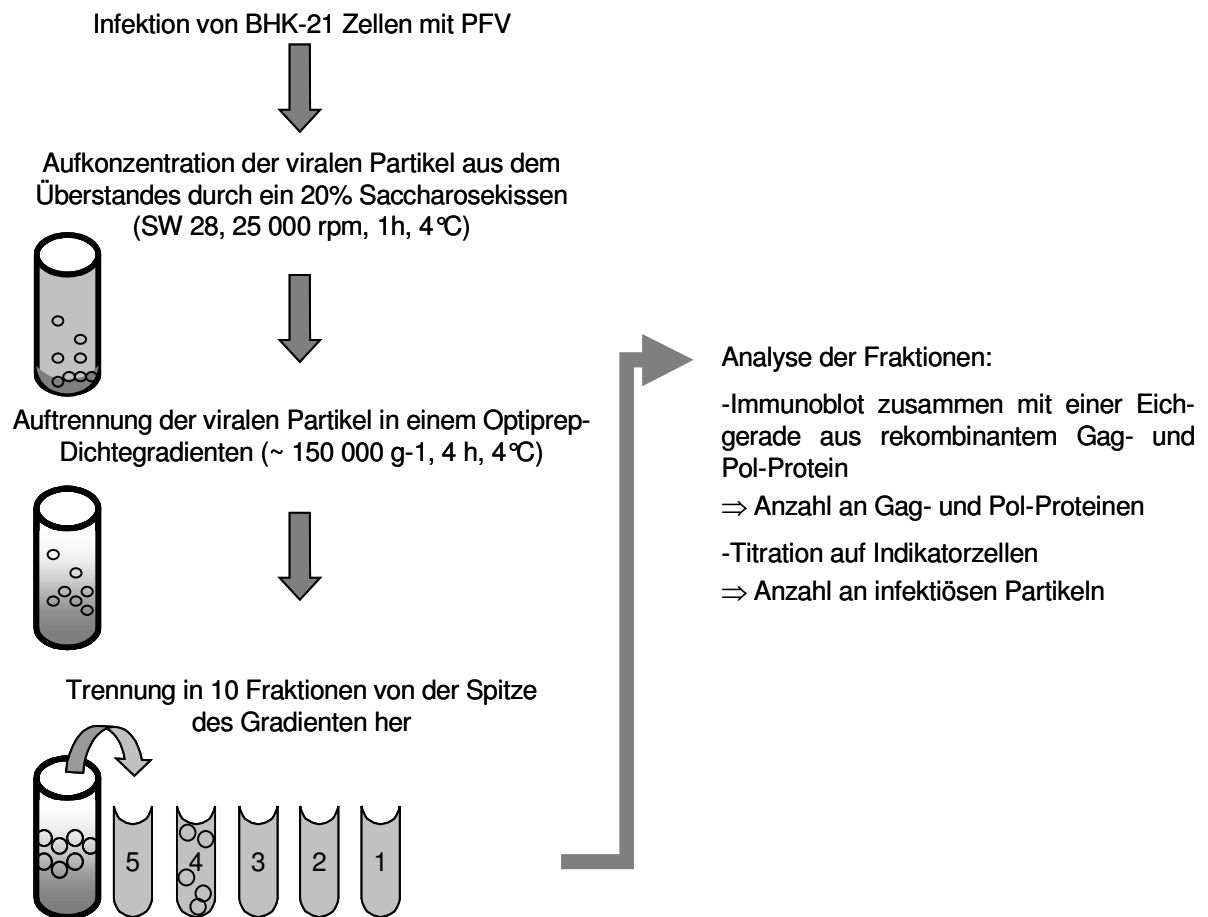 Infektion von BHK-21 Zellen mit PFV
Aufkonzentration der viralen Partikel aus dem
Überstandes durch ein 20% Saccharosekissen
(SW 28, 25 000 rpm, 1h, 4°C)
Auftrennung der viralen Partikel in einem Optiprep-
Dichtegradienten (~ 150 000 g-1, 4 h, 4°C)
Trennung in 10 Fraktionen von der Spitze
des Gradienten her
5 4 3 2 1
Analyse der Fraktionen:
-Immunoblot zusammen mit einer Eich-
gerade aus rekombinantem Gag- und
Pol-Protein
⇒ Anzahl an Gag- und Pol-Proteinen
-Titration auf Indikatorzellen
⇒ Anzahl an infektiösen Partikeln